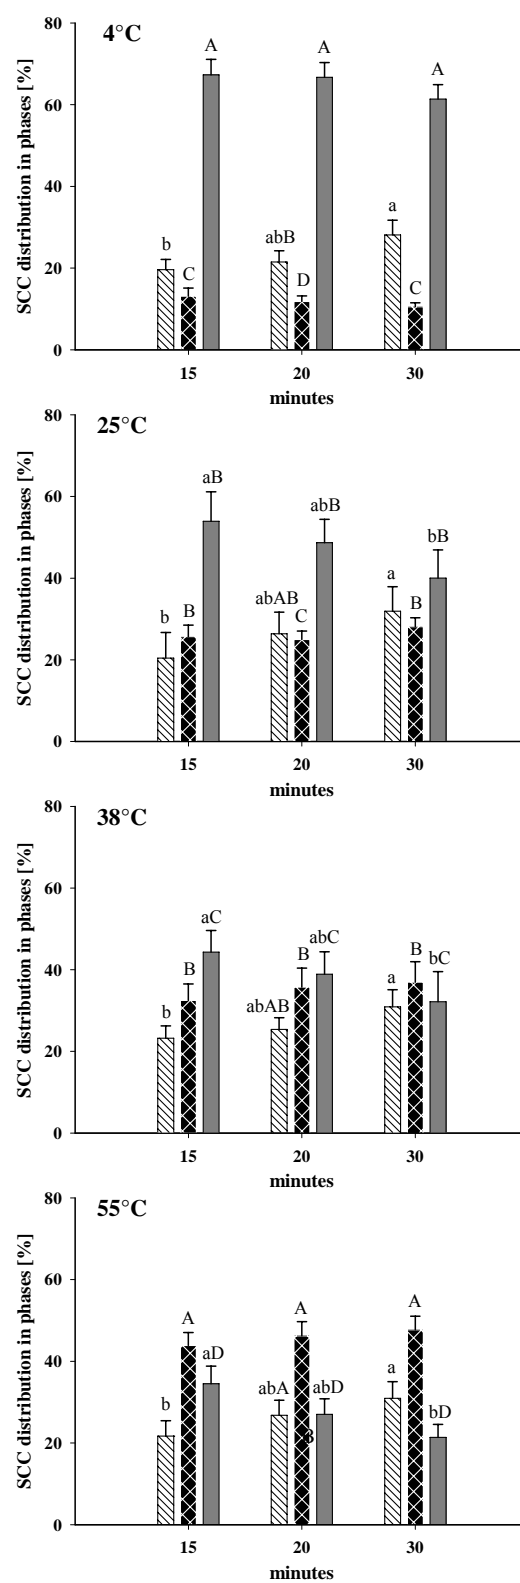 80
4°C
A
A
A
60
SCC distribution in phases [%]
40
a
abB
b
20
C
D
C
0
15
20
30
minutes
80
25°C
aB
60
abB
bB
SCC distribution in phases [%]
40
a
abAB
B
B
b
C
20
0
15
20
30
minutes
80
38°C
60
aC
abC
B
B
bC
SCC distribution in phases [%]
40
B
a
abAB
b
20
0
15
20
30
minutes
80
55°C
60
A
A
A
SCC distribution in phases [%]
40
aD
a
abA
abD
b
bD
3
20
0
15
20
30
minutes